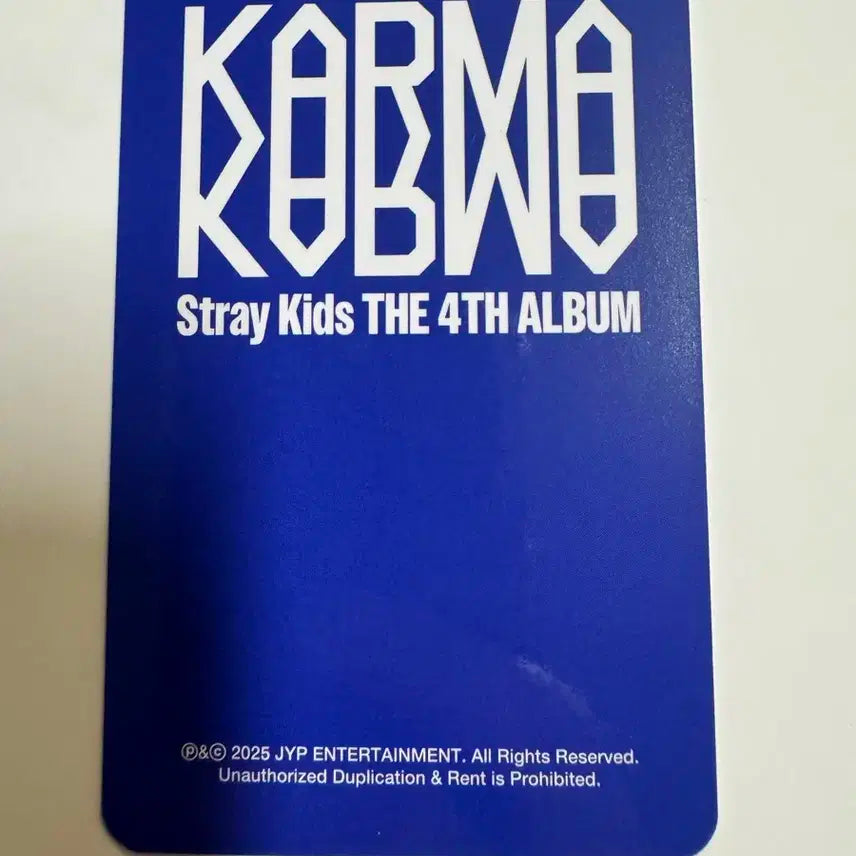 KARMA
Stray Kids THE 4TH ALBUM
℗&© 2025 JYP ENTERTAINMENT. All Rights Reserved.
Unauthorized Duplication & Rent is Prohibited.